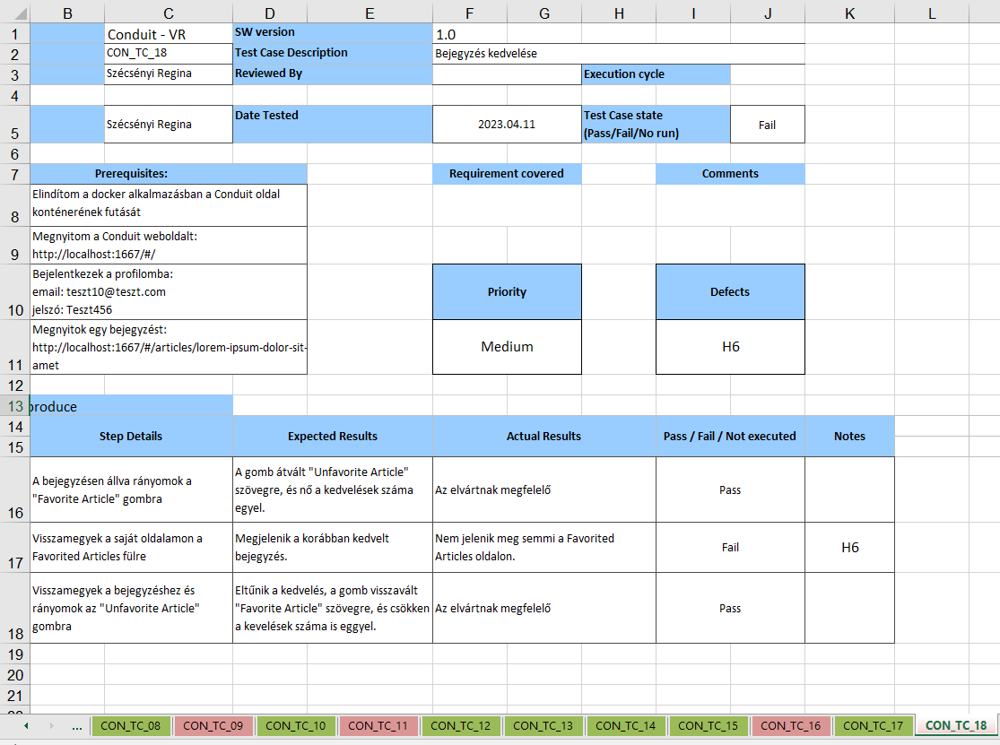 B C D E F G H I J K L
1 Conduit - VR SW version 1.0
2 CON_TC_18 Test Case Description Bejegyzés kedvelése
3 Szécsényi Regina Reviewed By Execution cycle
4
Date Tested Test Case state
5 Szécsényi Regina 2023.04.11 (Pass/Fail/No run) Fail
6
7 Prerequisites: Requirement covered Comments
Elindítom a docker alkalmazásban a Conduit oldal
8 konténerének futását
Megnyitom a Conduit weboldalt:
9 http://localhost:1667/#/
Bejelentkezek a profilomba:
email: teszt10@teszt.com Priority Defects
10 jelszó: Teszt456
Megnyitok egy bejegyzést:
http://localhost:1667/#/articles/lorem-ipsum-dolor-sit- Medium H6
11 amet
12
13 produce
14
Step Details Expected Results Actual Results Pass / Fail / Not executed Notes
15
16
A bejegyzésen állva rányomok a
"Favorite Article" gombra
A gomb átvált "Unfavorite Article"
szövegre, és nő a kedvelések száma
egyel.
Az elvártnak megfelelő
Pass
17
Visszamegyek a saját oldalamon a
Favorited Articles fülre
Megjelenik a korábban kedvelt
bejegyzés.
Nem jelenik meg semmi a Favorited
Articles oldalon.
Fail
H6
18
Visszamegyek a bejegyzéshez és
rányomok az "Unfavorite Article"
gombra
Eltűnik a kedvelés, a gomb visszavált
"Favorite Article" szövegre, és csökken
a kevelések száma is eggyel.
Az elvártnak megfelelő
Pass
19
20
21
... CON_TC_08 CON_TC_09 CON_TC_10 CON_TC_11 CON_TC_12 CON_TC_13 CON_TC_14 CON_TC_15 CON_TC_16 CON_TC_17 CON_TC_18